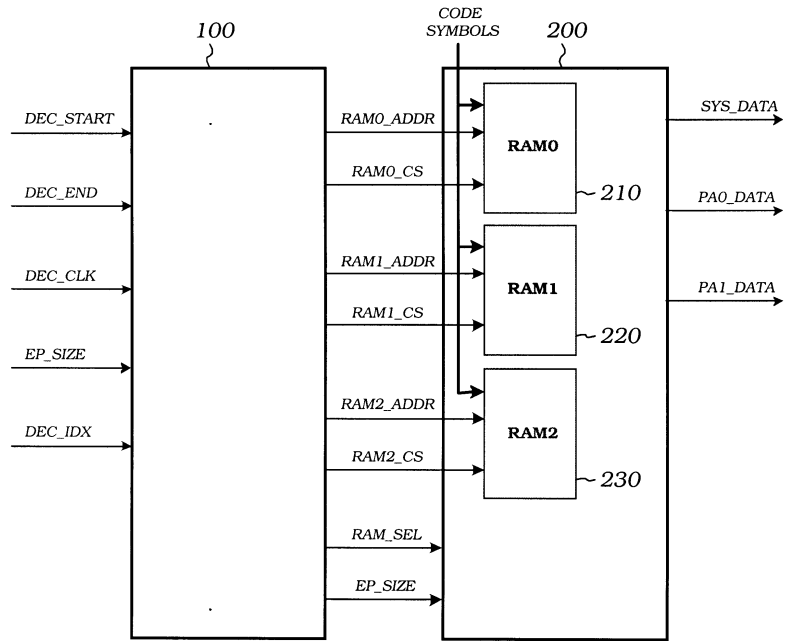 CODE
SYMBOLS
100
200
DEC_START
DEC_END
DEC_CLK
EP_SIZE
DEC_IDX
RAM0_ADDR
RAM0_CS
RAM1_ADDR
RAM1_CS
RAM2_ADDR
RAM2_CS
RAM_SEL
EP_SIZE
RAM0
210
RAM1
220
RAM2
230
SYS_DATA
PA0_DATA
PA1_DATA